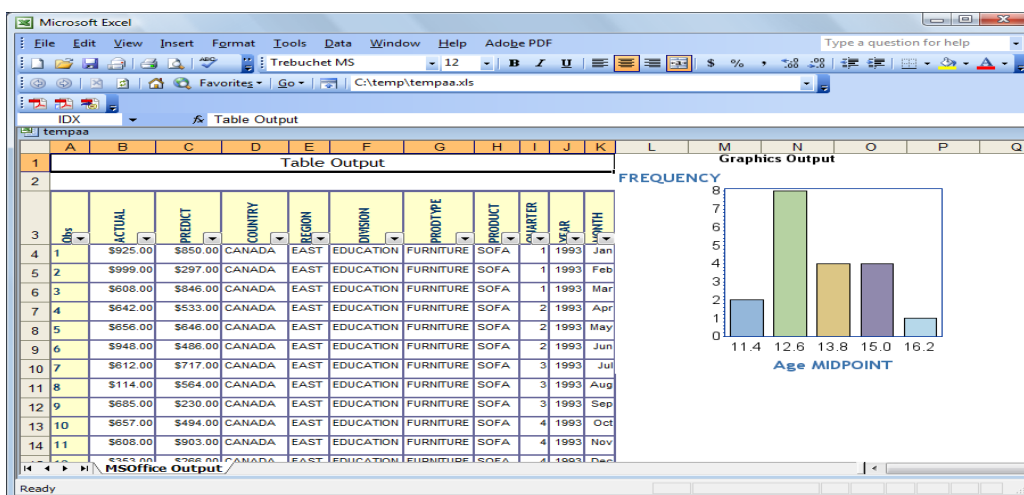 Microsoft Excel
File Edit View Insert Format Tools Data Window Help Adobe PDF Type a question for help
Trebuchet MS 12 B I U $ % ,
Favorites Go C:\temp\tempaa.xls
IDX fx Table Output
tempaa
A B C D E F G H I J K L M N O P Q
1 Table Output Graphics Output
2 FREQUENCY
3 Obs ACTUAL PREDICT COUNTRY REGION DIVISION PRODTYPE PRODUCT QUARTER YEAR MONTH
4 1 $925.00 $850.00 CANADA EAST EDUCATION FURNITURE SOFA 1 1993 Jan
5 2 $999.00 $297.00 CANADA EAST EDUCATION FURNITURE SOFA 1 1993 Feb
6 3 $608.00 $846.00 CANADA EAST EDUCATION FURNITURE SOFA 1 1993 Mar
7 4 $642.00 $533.00 CANADA EAST EDUCATION FURNITURE SOFA 2 1993 Apr
8 5 $656.00 $646.00 CANADA EAST EDUCATION FURNITURE SOFA 2 1993 May
9 6 $948.00 $486.00 CANADA EAST EDUCATION FURNITURE SOFA 2 1993 Jun
10 7 $612.00 $717.00 CANADA EAST EDUCATION FURNITURE SOFA 3 1993 Jul
11 8 $114.00 $564.00 CANADA EAST EDUCATION FURNITURE SOFA 3 1993 Aug
12 9 $685.00 $230.00 CANADA EAST EDUCATION FURNITURE SOFA 3 1993 Sep
13 10 $657.00 $494.00 CANADA EAST EDUCATION FURNITURE SOFA 4 1993 Oct
14 11 $608.00 $903.00 CANADA EAST EDUCATION FURNITURE SOFA 4 1993 Nov
8
7
6
5
4
3
2
1
0
11.4 12.6 13.8 15.0 16.2
Age MIDPOINT
MSOffice Output
Ready